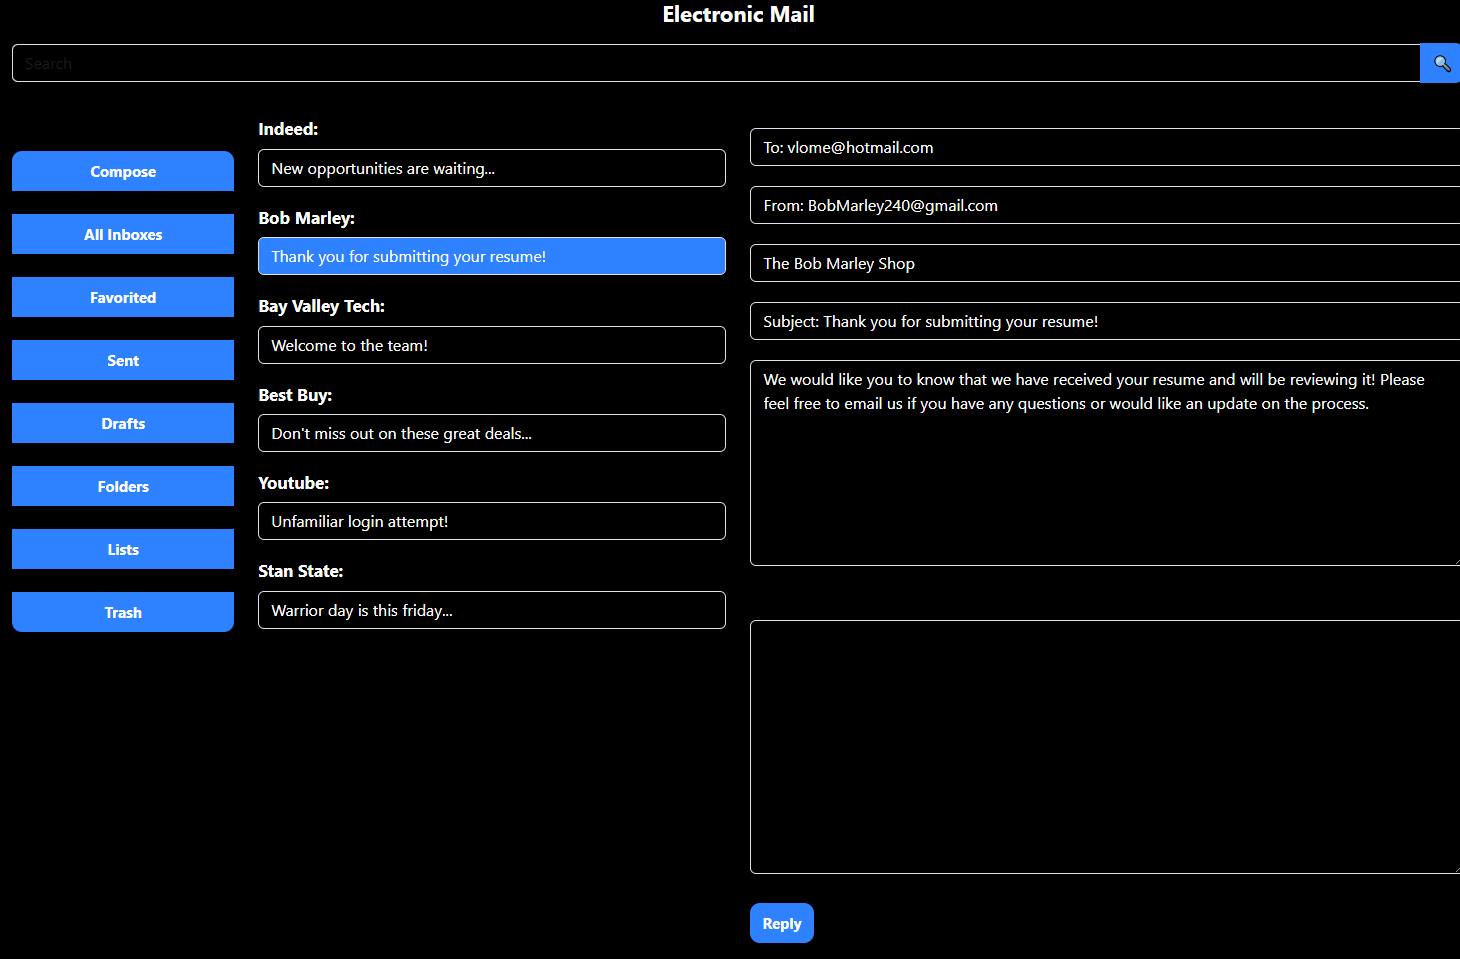 Electronic Mail
Search
Compose
All Inboxes
Favorited
Sent
Drafts
Folders
Lists
Trash
Indeed:
New opportunities are waiting...
Bob Marley:
Thank you for submitting your resume!
Bay Valley Tech:
Welcome to the team!
Best Buy:
Don't miss out on these great deals...
Youtube:
Unfamiliar login attempt!
Stan State:
Warrior day is this friday...
To: vlome@hotmail.com
From: BobMarley240@gmail.com
The Bob Marley Shop
Subject: Thank you for submitting your resume!
We would like you to know that we have received your resume and will be reviewing it! Please
feel free to email us if you have any questions or would like an update on the process.
Reply